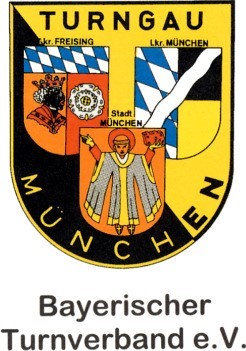 TURNGAU
Lkr. FREISING
Lkr. MÜNCHEN
Stadt
MÜNCHEN
MÜNCHEN
Bayerischer
Turnverband e.V.